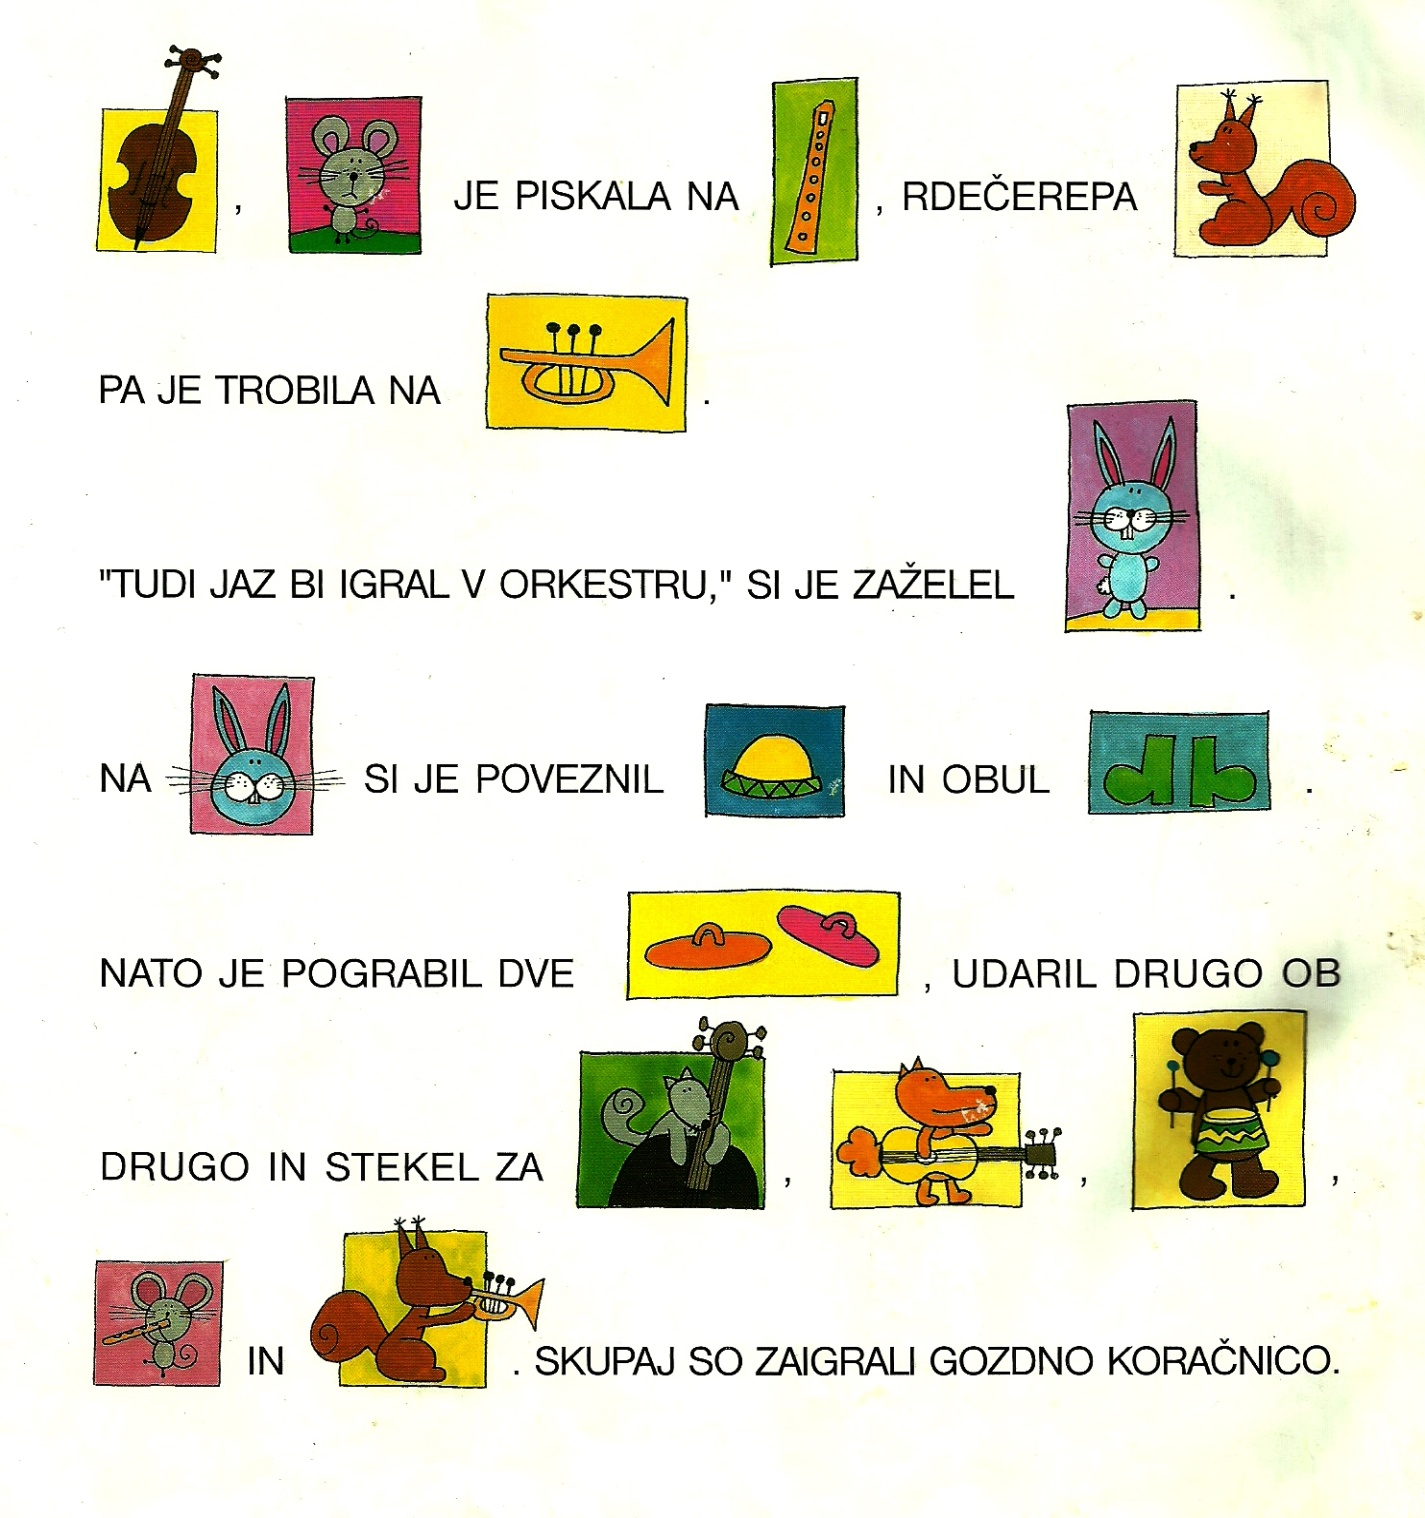 , JE PISKALA NA , RDEČEREPA
PA JE TROBILA NA .
"TUDI JAZ BI IGRAL V ORKESTRU," SI JE ZAŽELEL .
NA SI JE POVEZNIL IN OBUL .
NATO JE POGRABIL DVE , UDARIL DRUGO OB
DRUGO IN STEKEL ZA , , ,
IN . SKUPAJ SO ZAIGRALI GOZDNO KORAČNICO.